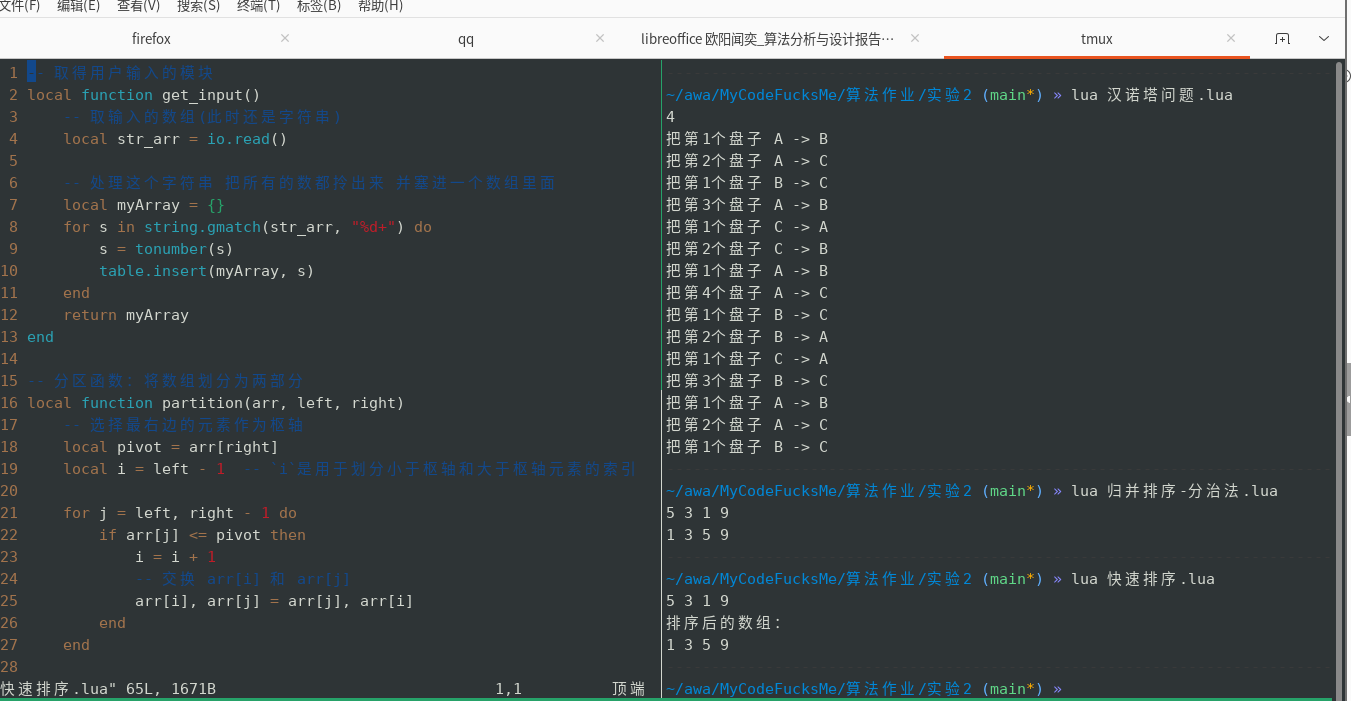 文件(F) 编辑(E) 查看(V) 搜索(S) 终端(T) 标签(B) 帮助(H)
firefox × qq × libreoffice 欧阳闻奕_算法分析与设计报告… × tmux ×
1 -- 取得用户输入的模块
2 local function get_input()
3     -- 取输入的数组(此时还是字符串)
4     local str_arr = io.read()
5
6     -- 处理这个字符串 把所有的数都拎出来 并塞进一个数组里面
7     local myArray = {}
8     for s in string.gmatch(str_arr, "%d+") do
9         s = tonumber(s)
10         table.insert(myArray, s)
11     end
12     return myArray
13 end
14
15 -- 分区函数: 将数组划分为两部分
16 local function partition(arr, left, right)
17     -- 选择最右边的元素作为枢轴
18     local pivot = arr[right]
19     local i = left - 1  -- `i`是用于划分小于枢轴和大于枢轴元素的索引
20
21     for j = left, right - 1 do
22         if arr[j] <= pivot then
23             i = i + 1
24             -- 交换 arr[i] 和 arr[j]
25             arr[i], arr[j] = arr[j], arr[i]
26         end
27     end
28
快速排序.lua" 65L, 1671B 1,1 顶端
~/awa/MyCodeFucksMe/算法作业/实验2 (main*) » lua 汉诺塔问题.lua
4
把第1个盘子 A -> B
把第2个盘子 A -> C
把第1个盘子 B -> C
把第3个盘子 A -> B
把第1个盘子 C -> A
把第2个盘子 C -> B
把第1个盘子 A -> B
把第4个盘子 A -> C
把第1个盘子 B -> C
把第2个盘子 B -> A
把第1个盘子 C -> A
把第3个盘子 B -> C
把第1个盘子 A -> B
把第2个盘子 A -> C
把第1个盘子 B -> C
~/awa/MyCodeFucksMe/算法作业/实验2 (main*) » lua 归并排序-分治法.lua
5 3 1 9
1 3 5 9
~/awa/MyCodeFucksMe/算法作业/实验2 (main*) » lua 快速排序.lua
5 3 1 9
排序后的数组:
1 3 5 9
~/awa/MyCodeFucksMe/算法作业/实验2 (main*) »